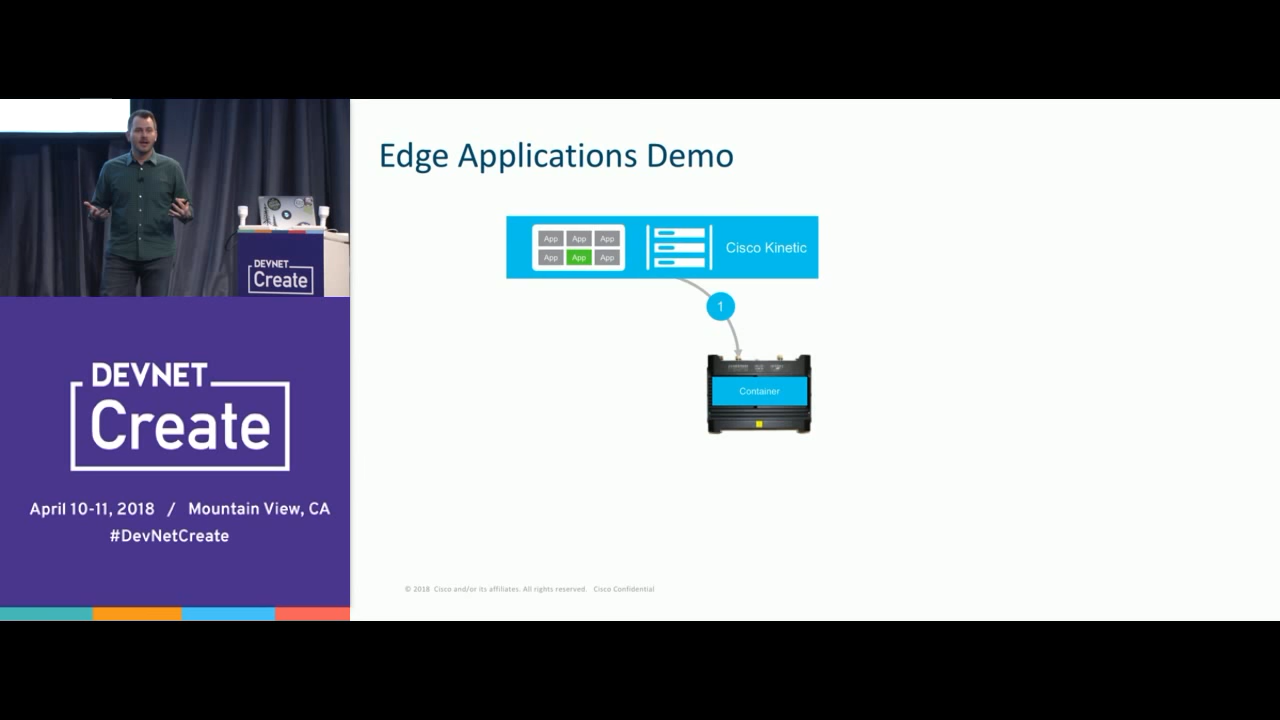 Edge Applications Demo
App App App
App App App
Cisco Kinetic
1
Container
© 2018 Cisco and/or its affiliates. All rights reserved. Cisco Confidential
DEVNET
Create
DEVNET
Create
April 10-11, 2018 / Mountain View, CA
#DevNetCreate